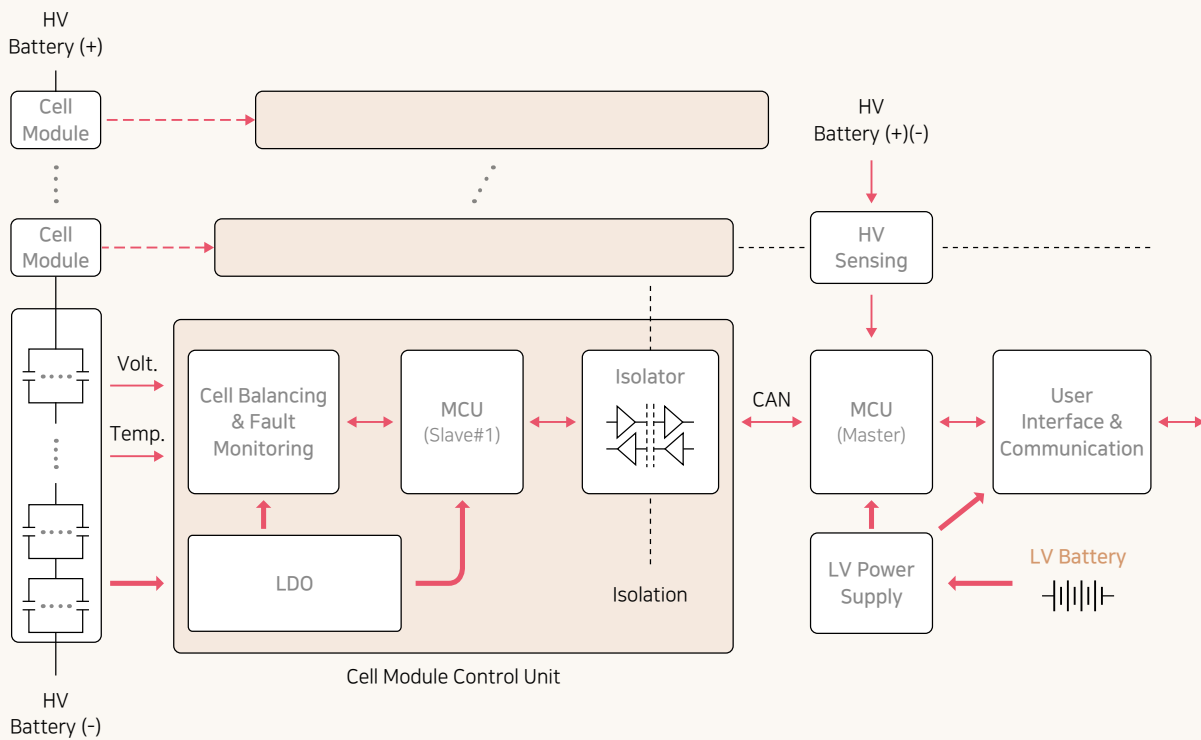 HV
Battery (+)
Cell
Module
HV
Battery (+)(-)
Cell
Module
HV
Sensing
Volt.
Temp.
Cell Balancing
& Fault
Monitoring
MCU
(Slave#1)
Isolator
CAN
MCU
(Master)
User
Interface &
Communication
LDO
Isolation
LV Power
Supply
LV Battery
Cell Module Control Unit
HV
Battery (-)